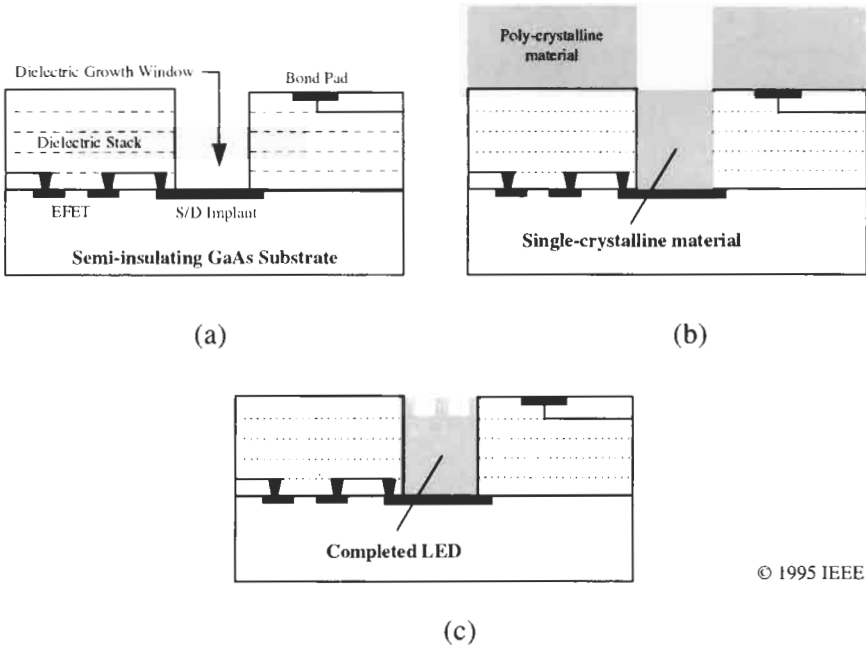 Dielectric Growth Window
Bond Pad
Dielectric Stack
EFET
S/D Implant
Semi-insulating GaAs Substrate
(a)
Poly-crystalline
material
Single-crystalline material
(b)
Completed LED
© 1995 IEEE
(c)